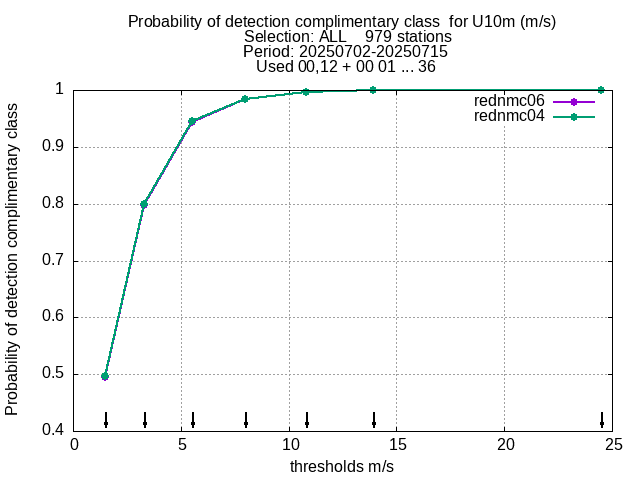 Probability of detection complimentary class  for U10m (m/s)
Selection: ALL    979 stations
Period: 20250702-20250715
Used 00,12 + 00 01 ... 36
rednmc06
rednmc04
Probability of detection complimentary class
1
0.9
0.8
0.7
0.6
0.5
0.4
0 5 10 15 20 25
thresholds m/s